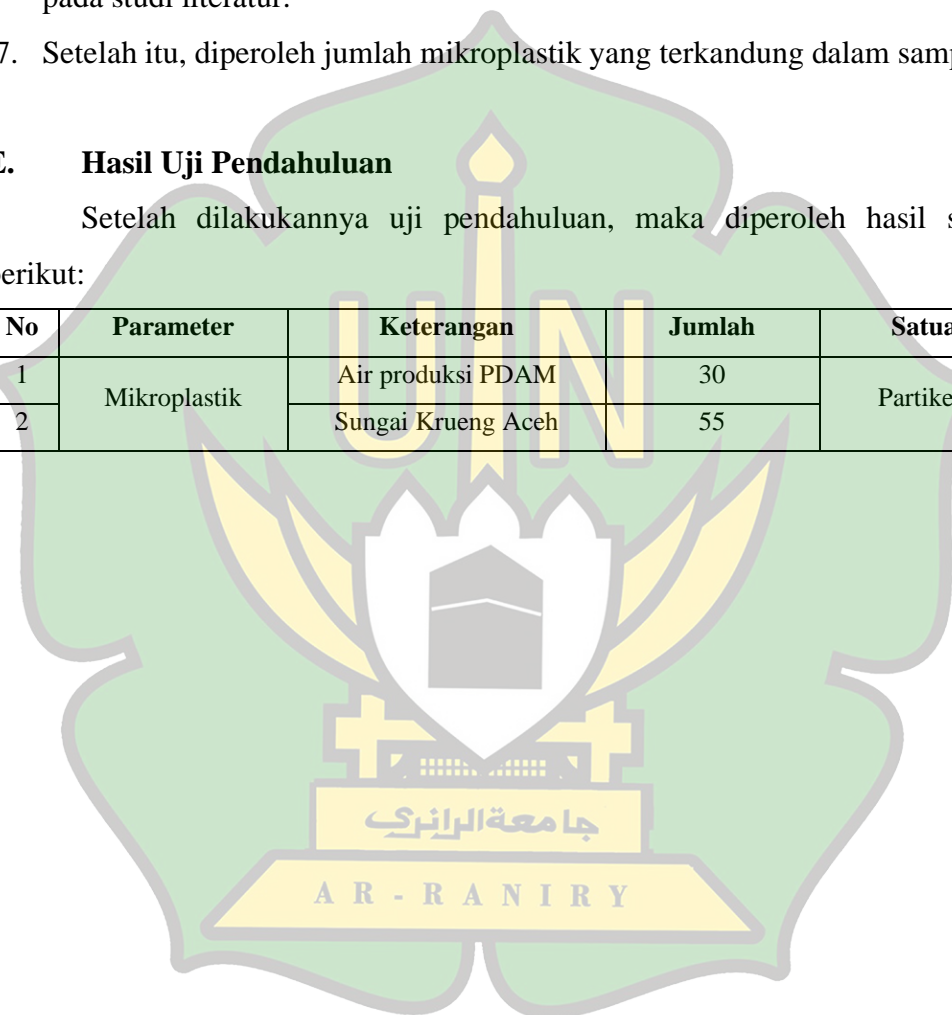 pada studi literatur.
7. Setelah itu, diperoleh jumlah mikroplastik yang terkandung dalam samp
E. Hasil Uji Pendahuluan
Setelah dilakukannya uji pendahuluan, maka diperoleh hasil s
berikut:
No Parameter Keterangan Jumlah Satua
1 Mikroplastik Air produksi PDAM 30 Partike
2 Sungai Krueng Aceh 55
UIN
جامعة الرانري
AR-RANIRY